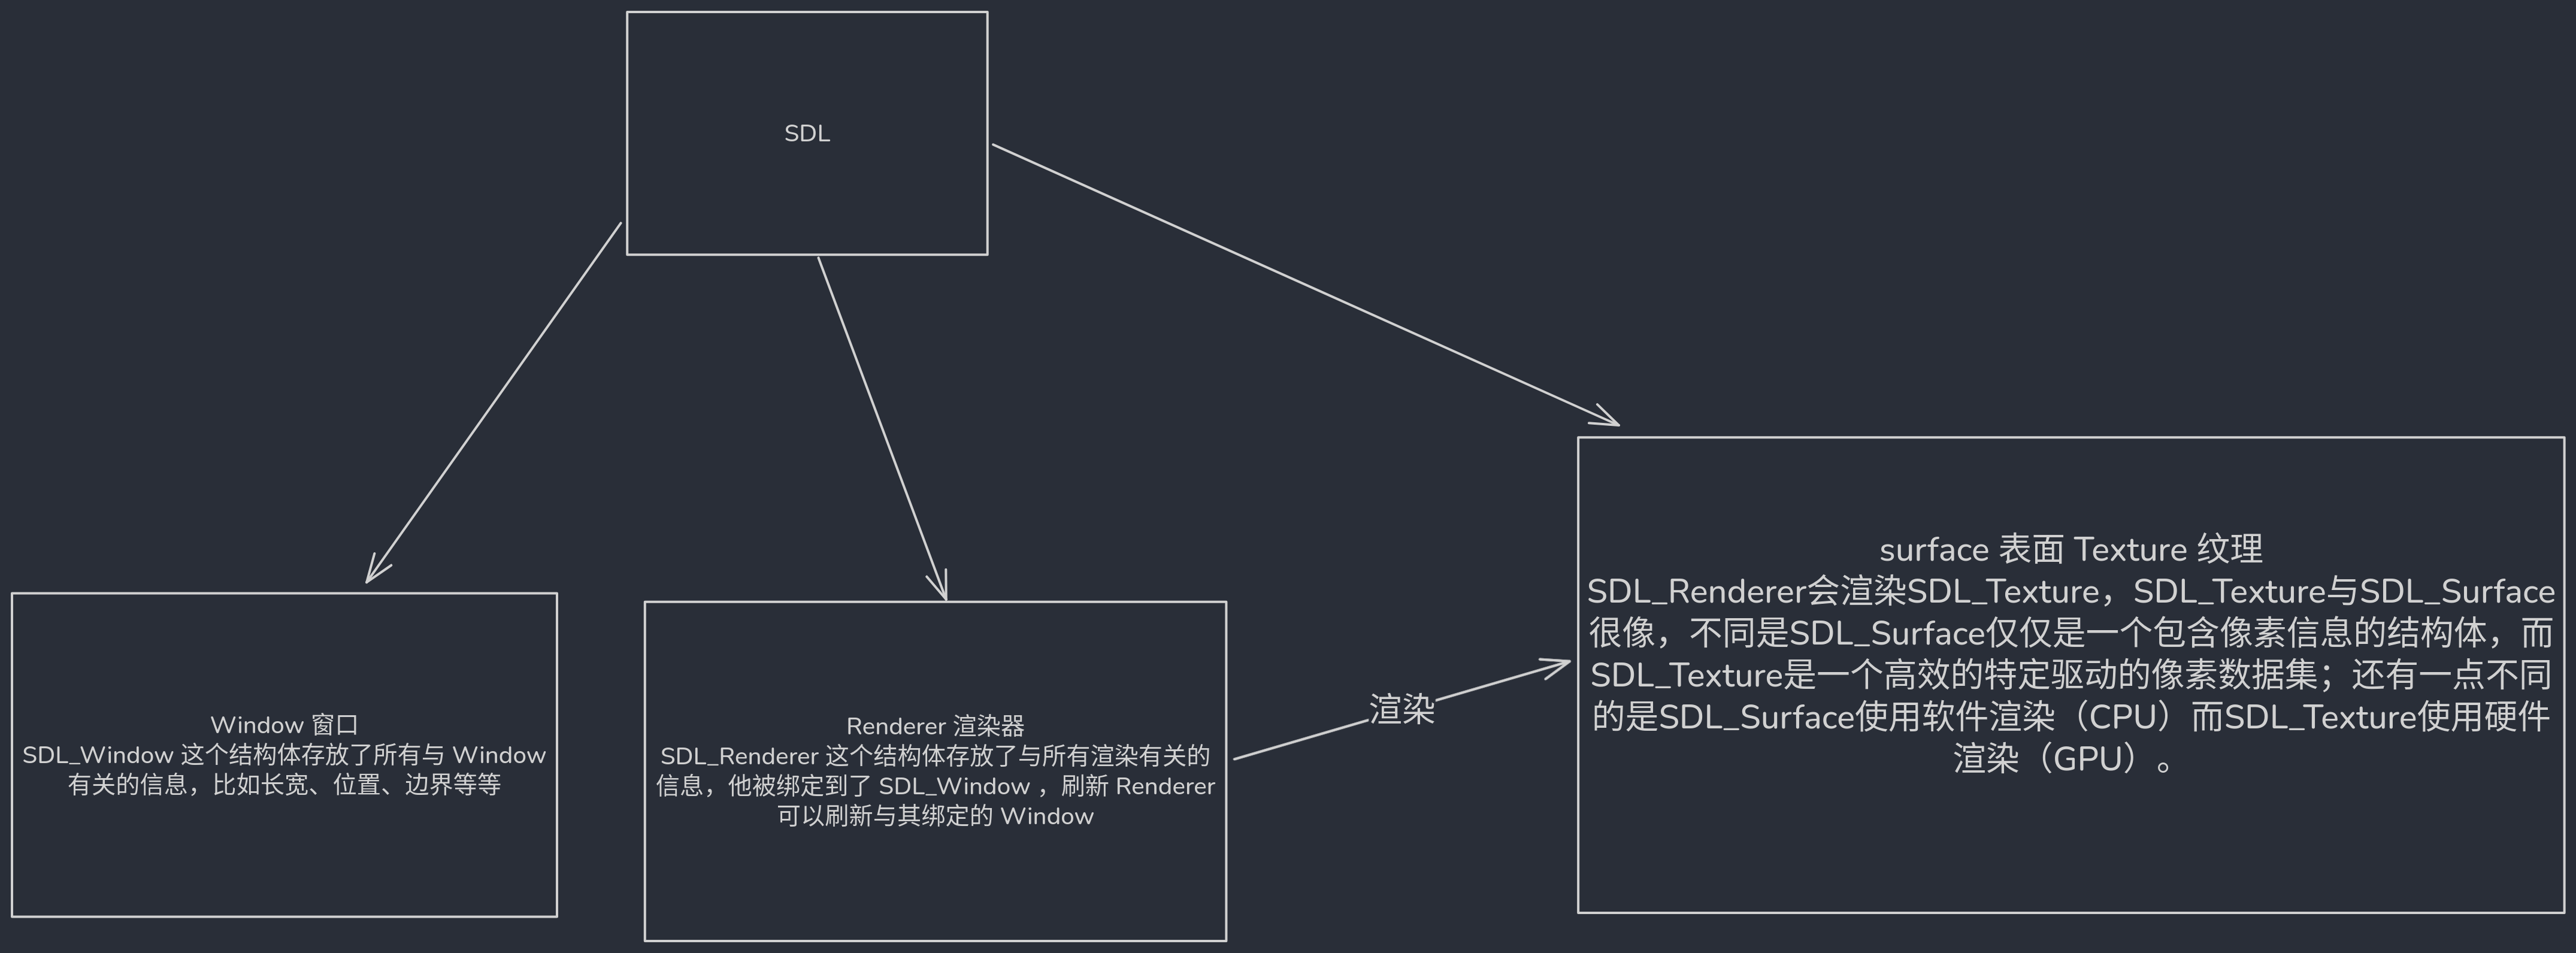 SDL
Window 窗口
SDL_Window 这个结构体存放了所有与 Window
有关的信息，比如长宽、位置、边界等等
Renderer 渲染器
SDL_Renderer 这个结构体存放了与所有渲染有关的
信息，他被绑定到了 SDL_Window ，刷新 Renderer
可以刷新与其绑定的 Window
渲染
surface 表面 Texture 纹理
SDL_Renderer会渲染SDL_Texture，SDL_Texture与SDL_Surface
很像，不同是SDL_Surface仅仅是一个包含像素信息的结构体，而
SDL_Texture是一个高效的特定驱动的像素数据集；还有一点不同
的是SDL_Surface使用软件渲染（CPU）而SDL_Texture使用硬件
渲染（GPU）。